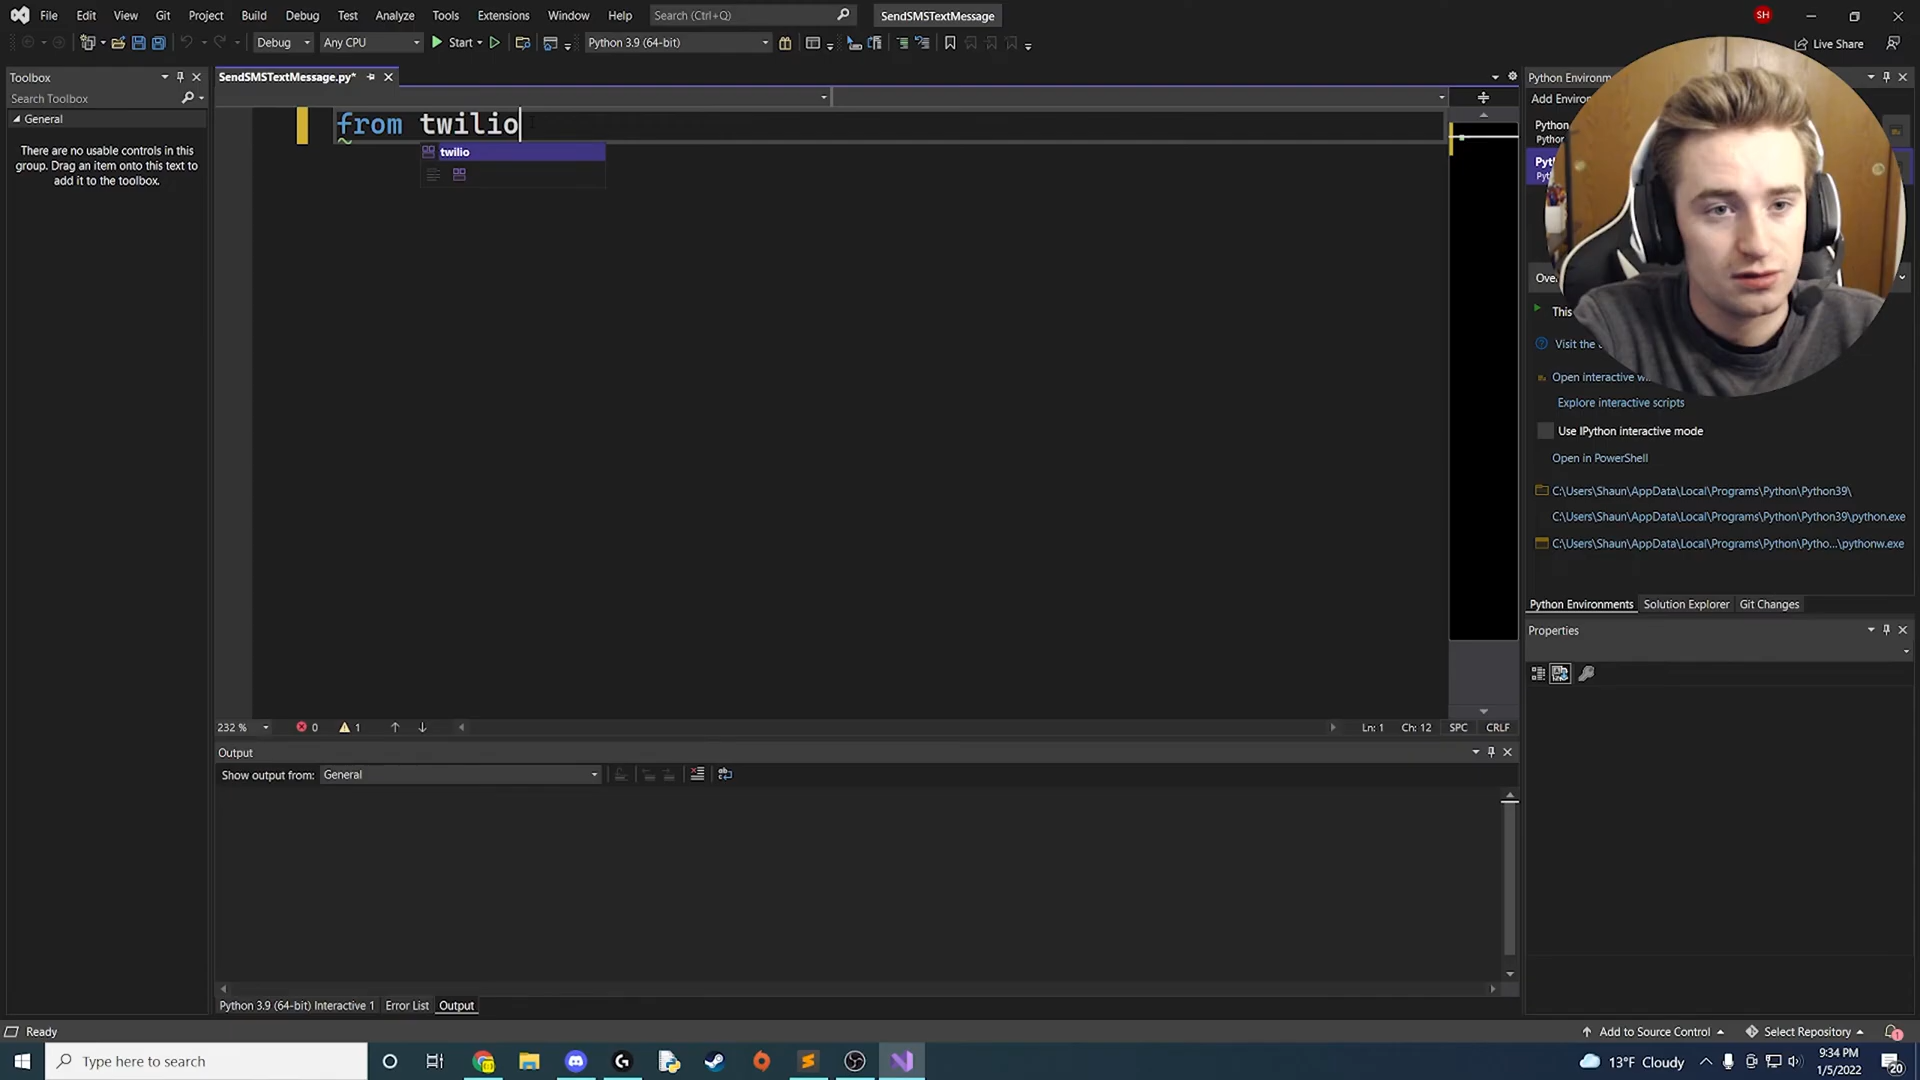 File Edit View Git Project Build Debug Test Analyze Tools Extensions Window Help Search (Ctrl+Q) SendSMSTextMessage SH
Debug Any CPU Start Python 3.9 (64-bit) Live Share
Toolbox
Search Toolbox
General
There are no usable controls in this
group. Drag an item onto this text to
add it to the toolbox.
SendSMSTextMessage.py*
from twilio
twilio
232 % 0 1 Ln: 1 Ch: 12 SPC CRLF
Output
Show output from: General
Python 3.9 (64-bit) Interactive 1 Error List Output
Python
Add
Python
This
Visit the
Open interactive
Explore interactive scripts
Use IPython interactive mode
Open in PowerShell
C:\Users\Shaun\AppData\Local\Programs\Python\Python39\
C:\Users\Shaun\AppData\Local\Programs\Python\Python39\python.exe
C:\Users\Shaun\AppData\Local\Programs\Python\Pytho...\pythonw.exe
Python Environments Solution Explorer Git Changes
Properties
Ready Add to Source Control Select Repository 1
Type here to search 13°F Cloudy 9:34 PM
1/5/2022 20